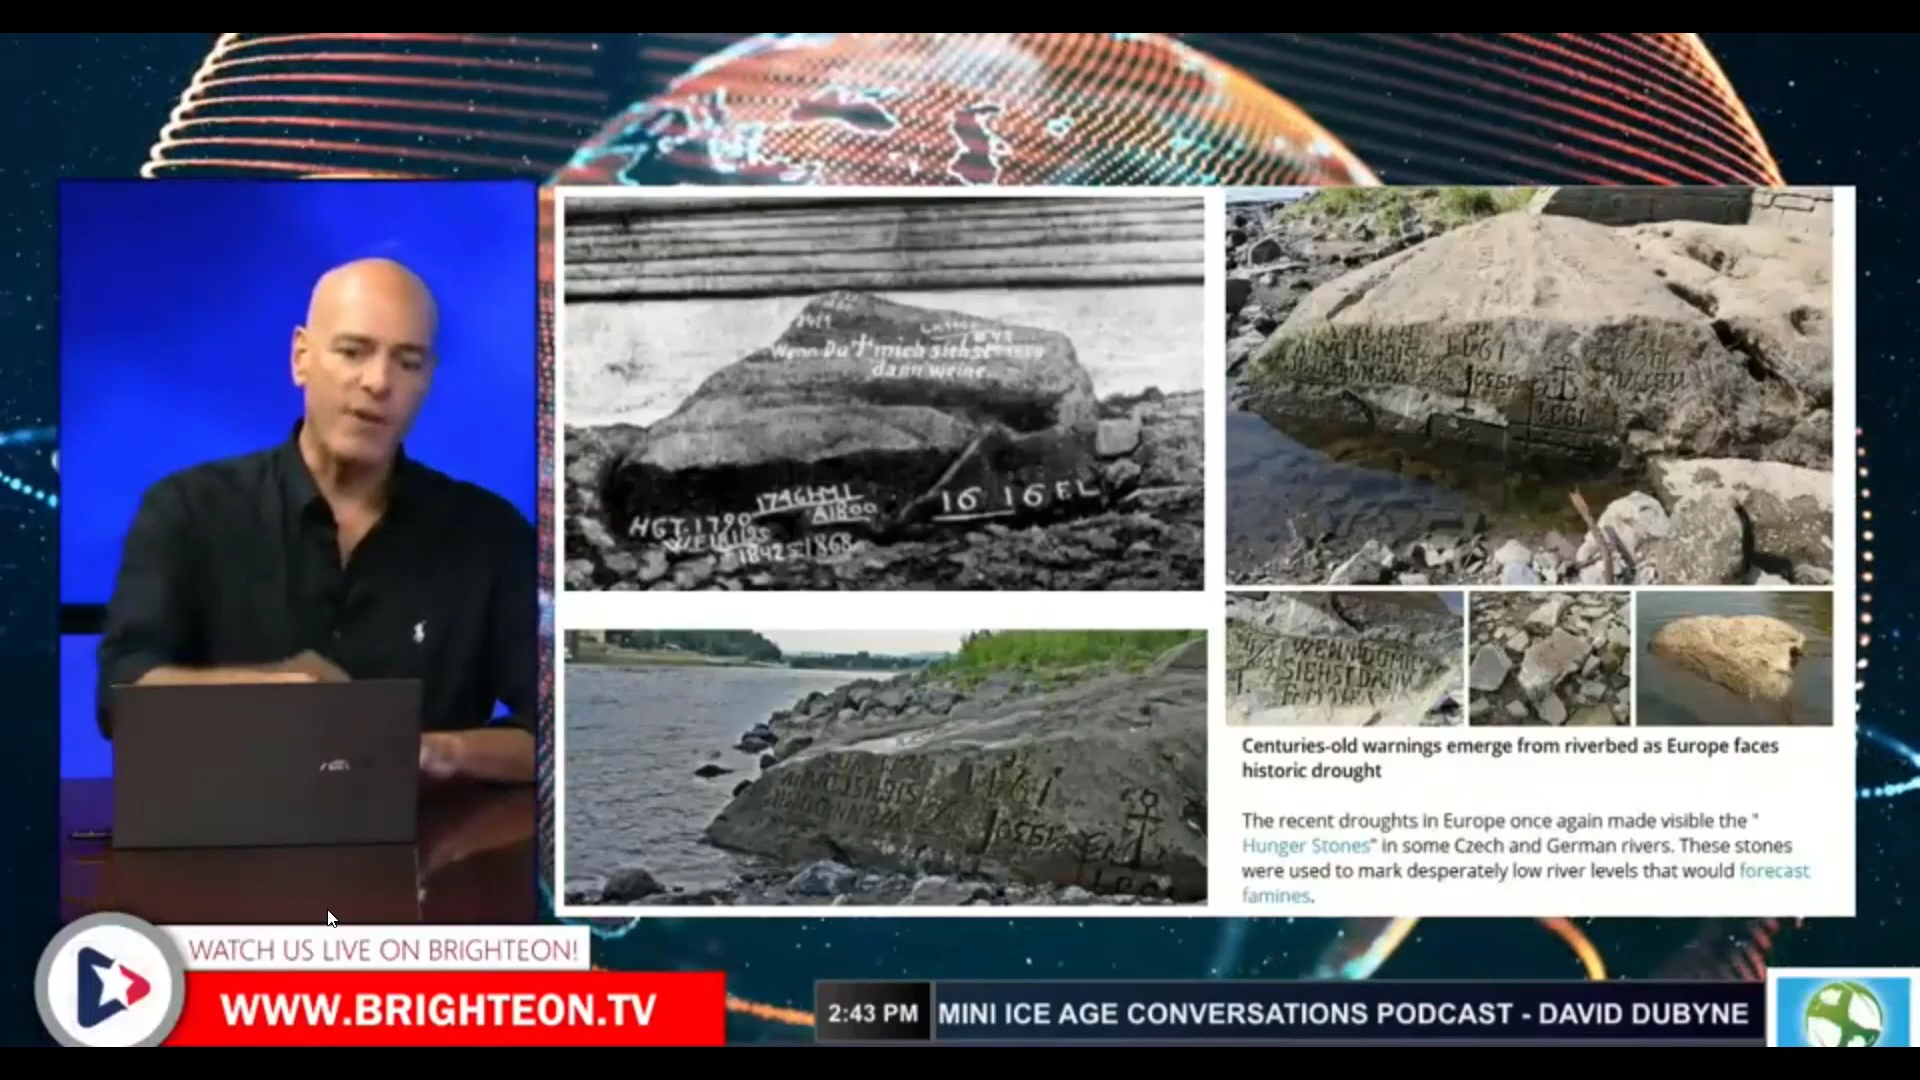 Wenn Du mich siehst
dann weine
1746
HGT. 1790
A1800
1842 1868
16 16 EL
1941
WENN DU MICH
SIEHST DANN
Centuries-old warnings emerge from riverbed as Europe faces
historic drought
The recent droughts in Europe once again made visible the "
Hunger Stones" in some Czech and German rivers. These stones
were used to mark desperately low river levels that would forecast
famines.
WATCH US LIVE ON BRIGHTEON!
WWW.BRIGHTEON.TV
2:43 PM
MINI ICE AGE CONVERSATIONS PODCAST - DAVID DUBYNE